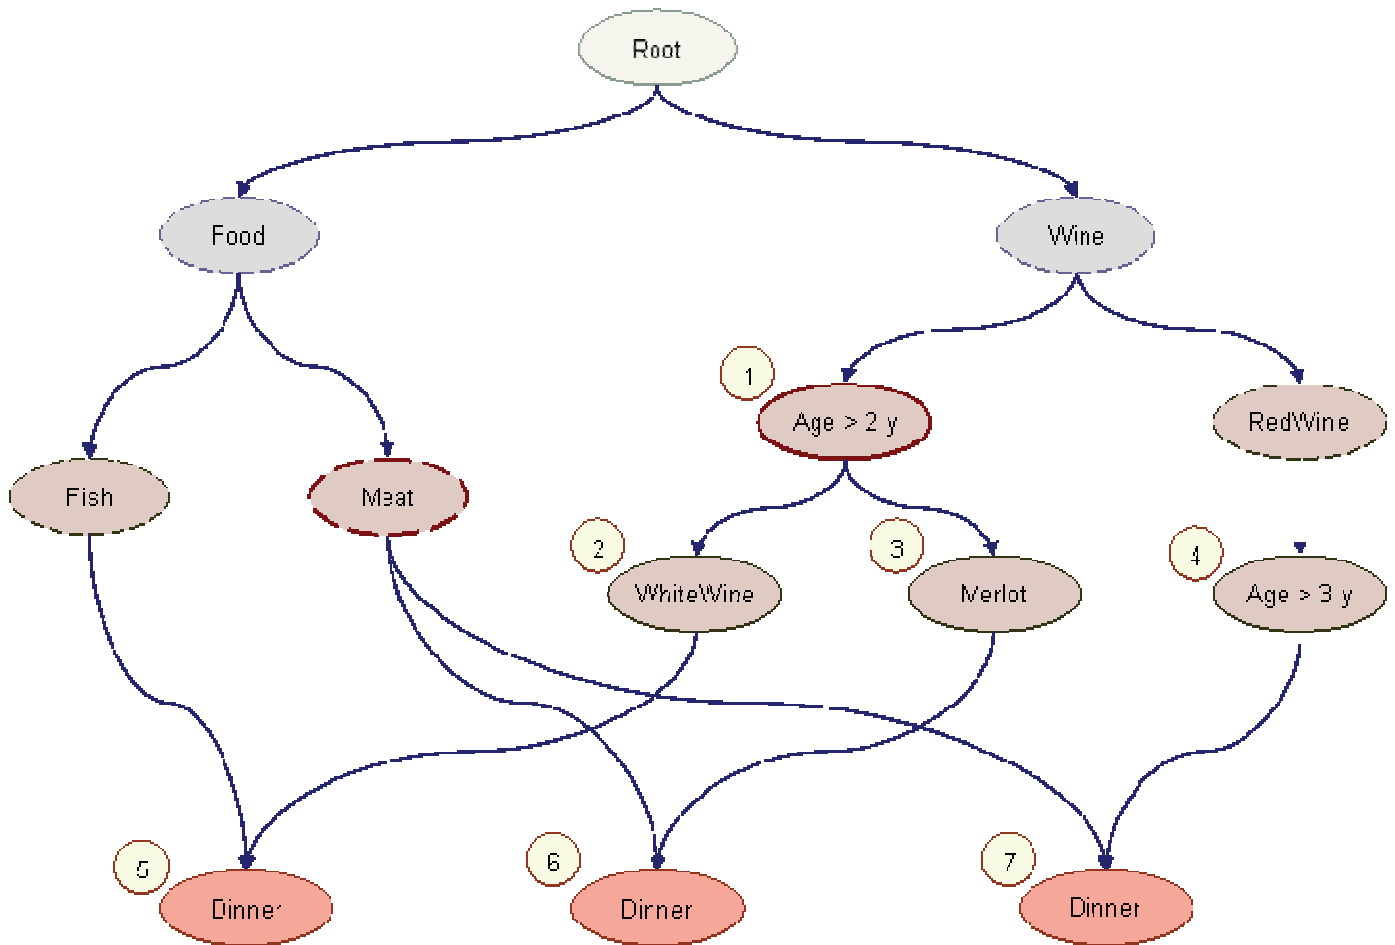 Root
Food
Wine
1
Age > 2 y
RedWine
Fish
Meat
2
3
4
WhiteWine
Merlot
Age > 3 y
5
6
7
Dinner
Dinner
Dinner